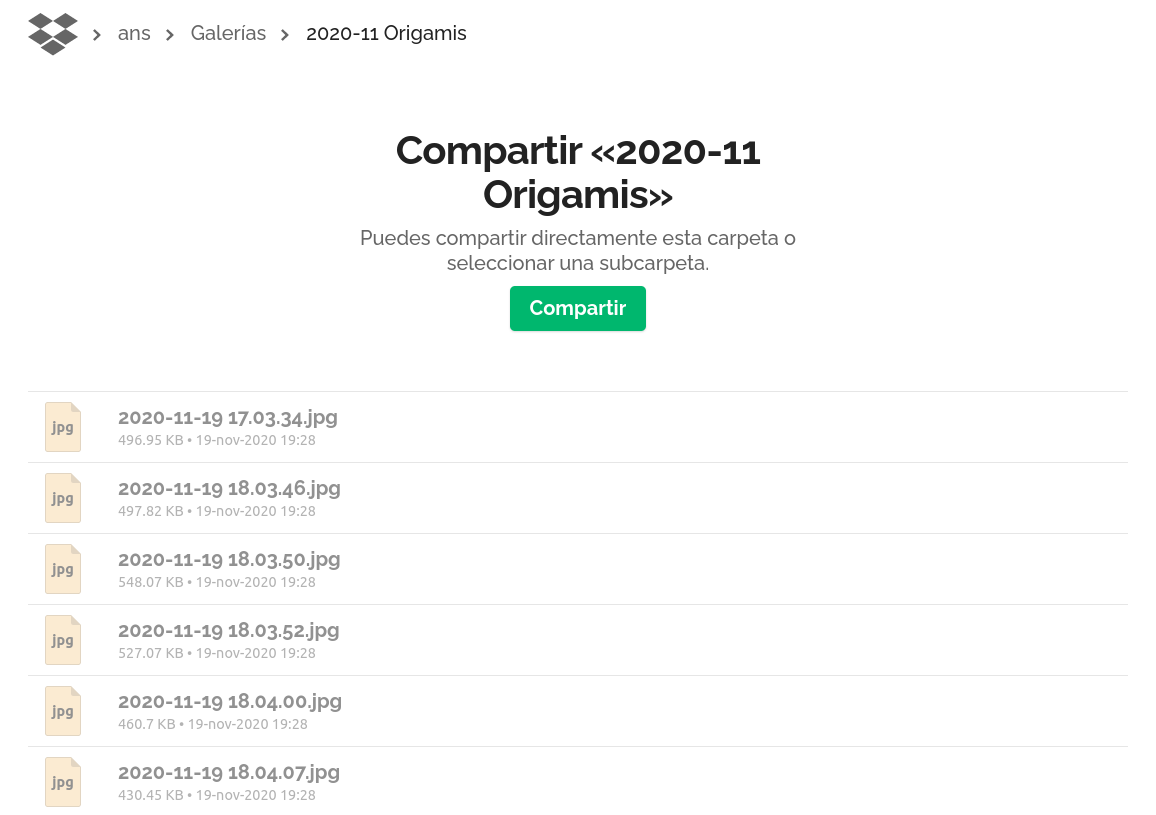 ans Galerías 2020-11 Origamis
Compartir «2020-11
Origamis»
Puedes compartir directamente esta carpeta o
seleccionar una subcarpeta.
Compartir
jpg
2020-11-19 17.03.34.jpg
496.95 KB • 19-nov-2020 19:28
jpg
2020-11-19 18.03.46.jpg
497.82 KB • 19-nov-2020 19:28
jpg
2020-11-19 18.03.50.jpg
548.07 KB • 19-nov-2020 19:28
jpg
2020-11-19 18.03.52.jpg
527.07 KB • 19-nov-2020 19:28
jpg
2020-11-19 18.04.00.jpg
460.7 KB • 19-nov-2020 19:28
jpg
2020-11-19 18.04.07.jpg
430.45 KB • 19-nov-2020 19:28